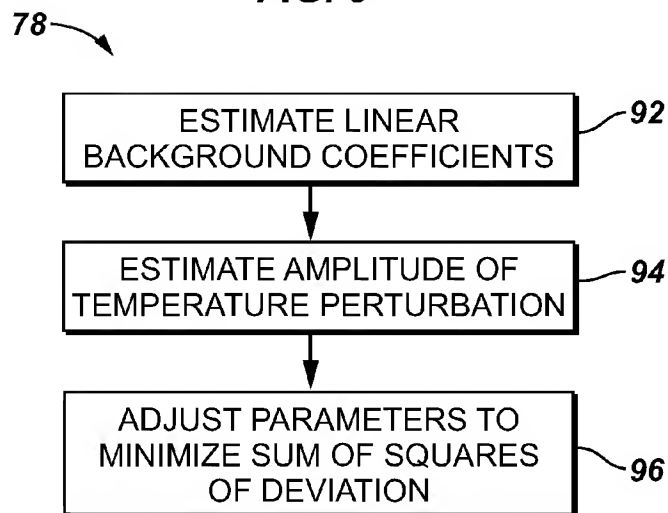 78
ESTIMATE LINEAR
BACKGROUND COEFFICIENTS
92
ESTIMATE AMPLITUDE OF
TEMPERATURE PERTURBATION
94
ADJUST PARAMETERS TO
MINIMIZE SUM OF SQUARES
OF DEVIATION
96